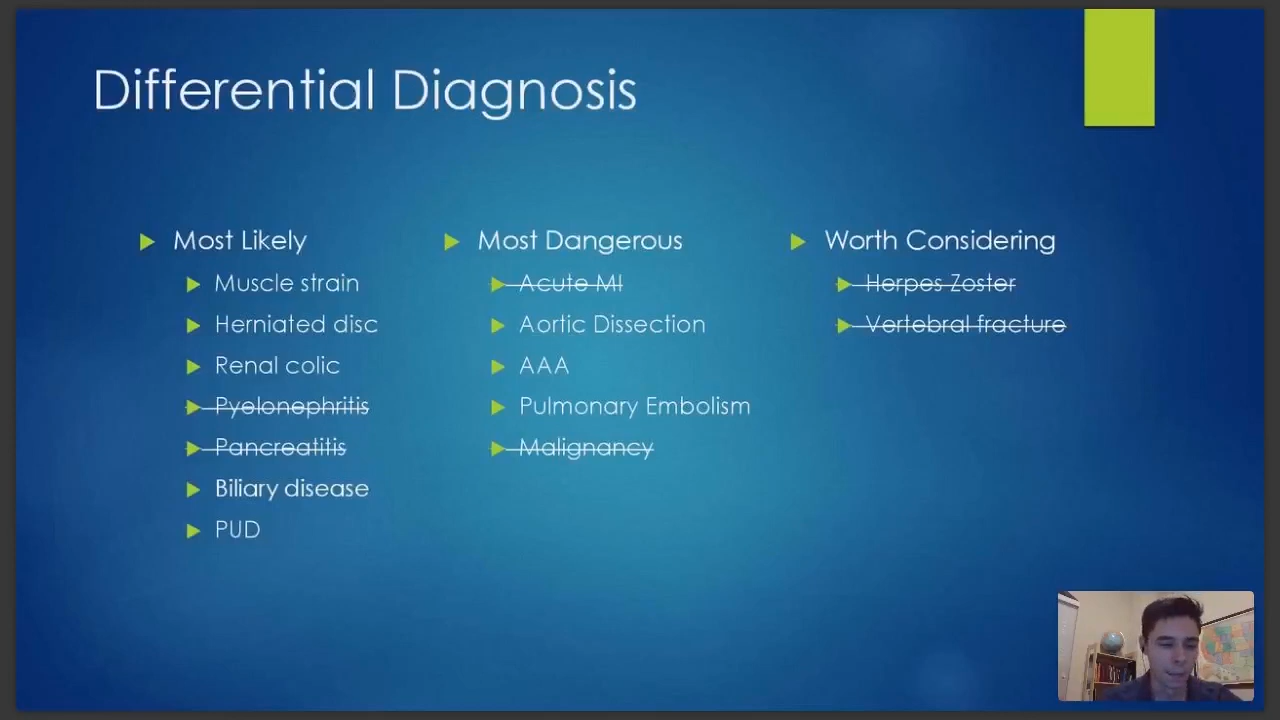 Differential Diagnosis
Most Likely
Muscle strain
Herniated disc
Renal colic
Pyelonephritis
Pancreatitis
Biliary disease
PUD
Most Dangerous
Acute MI
Aortic Dissection
AAA
Pulmonary Embolism
Malignancy
Worth Considering
Herpes Zoster
Vertebral fracture